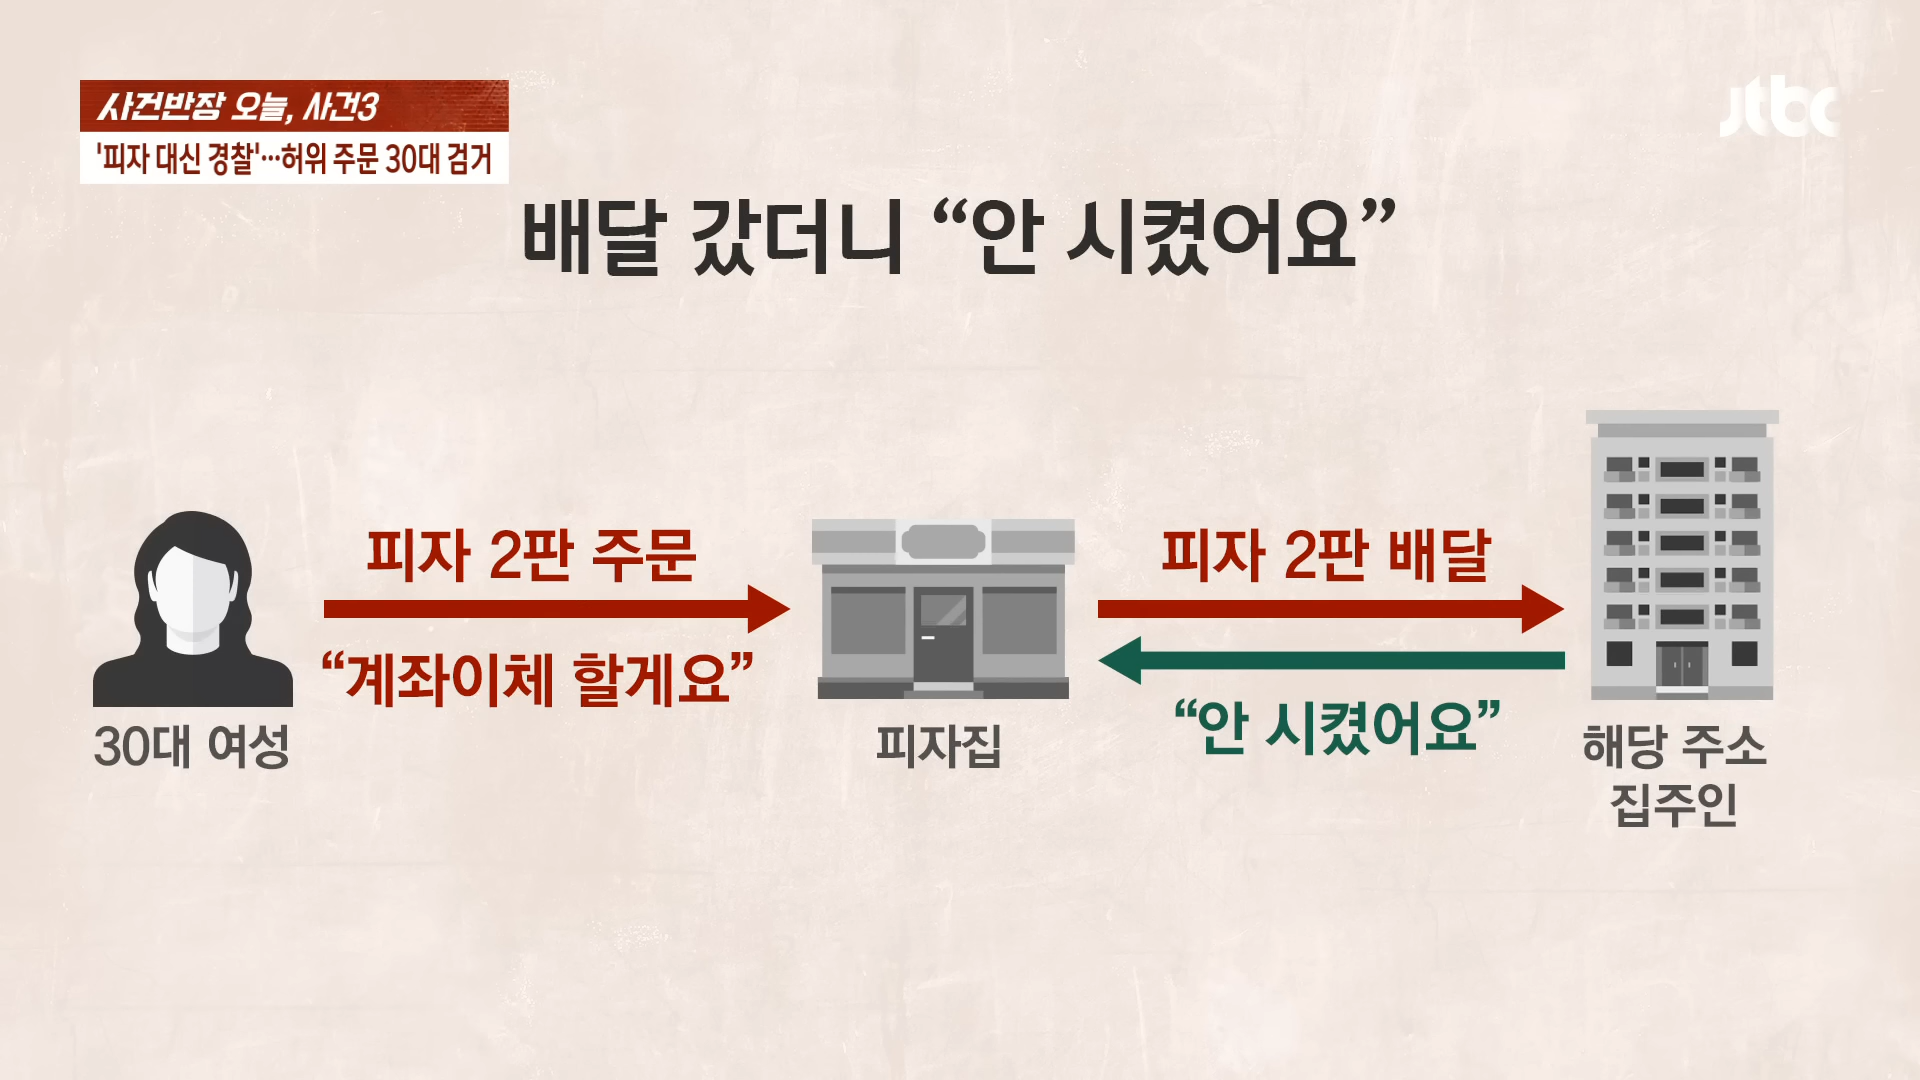 사건반장 오늘, 사건3
'피자 대신 경찰'…허위 주문 30대 검거
jtbc
배달 갔더니 “안 시켰어요”
피자 2판 주문
“계좌이체 할게요”
30대 여성
피자집
피자 2판 배달
“안 시켰어요”
해당 주소
집주인